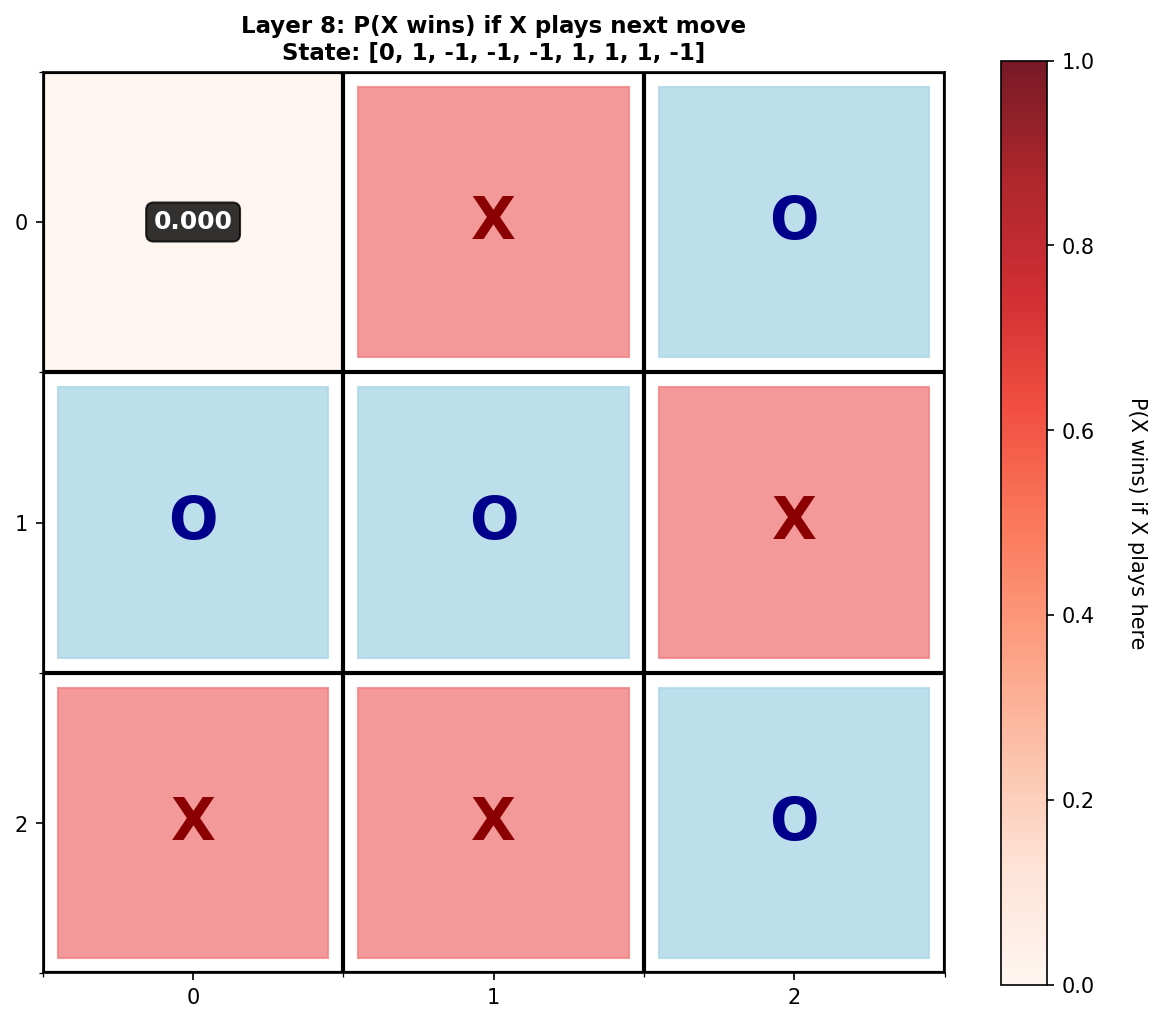 Layer 8: P(X wins) if X plays next move
State: [0, 1, -1, -1, -1, 1, 1, 1, -1]
1.0
0.8
0.6
0.4
0.2
0.0
P(X wins) if X plays here
0 0.000 X O
1 O O X
2 X X O
0 1 2